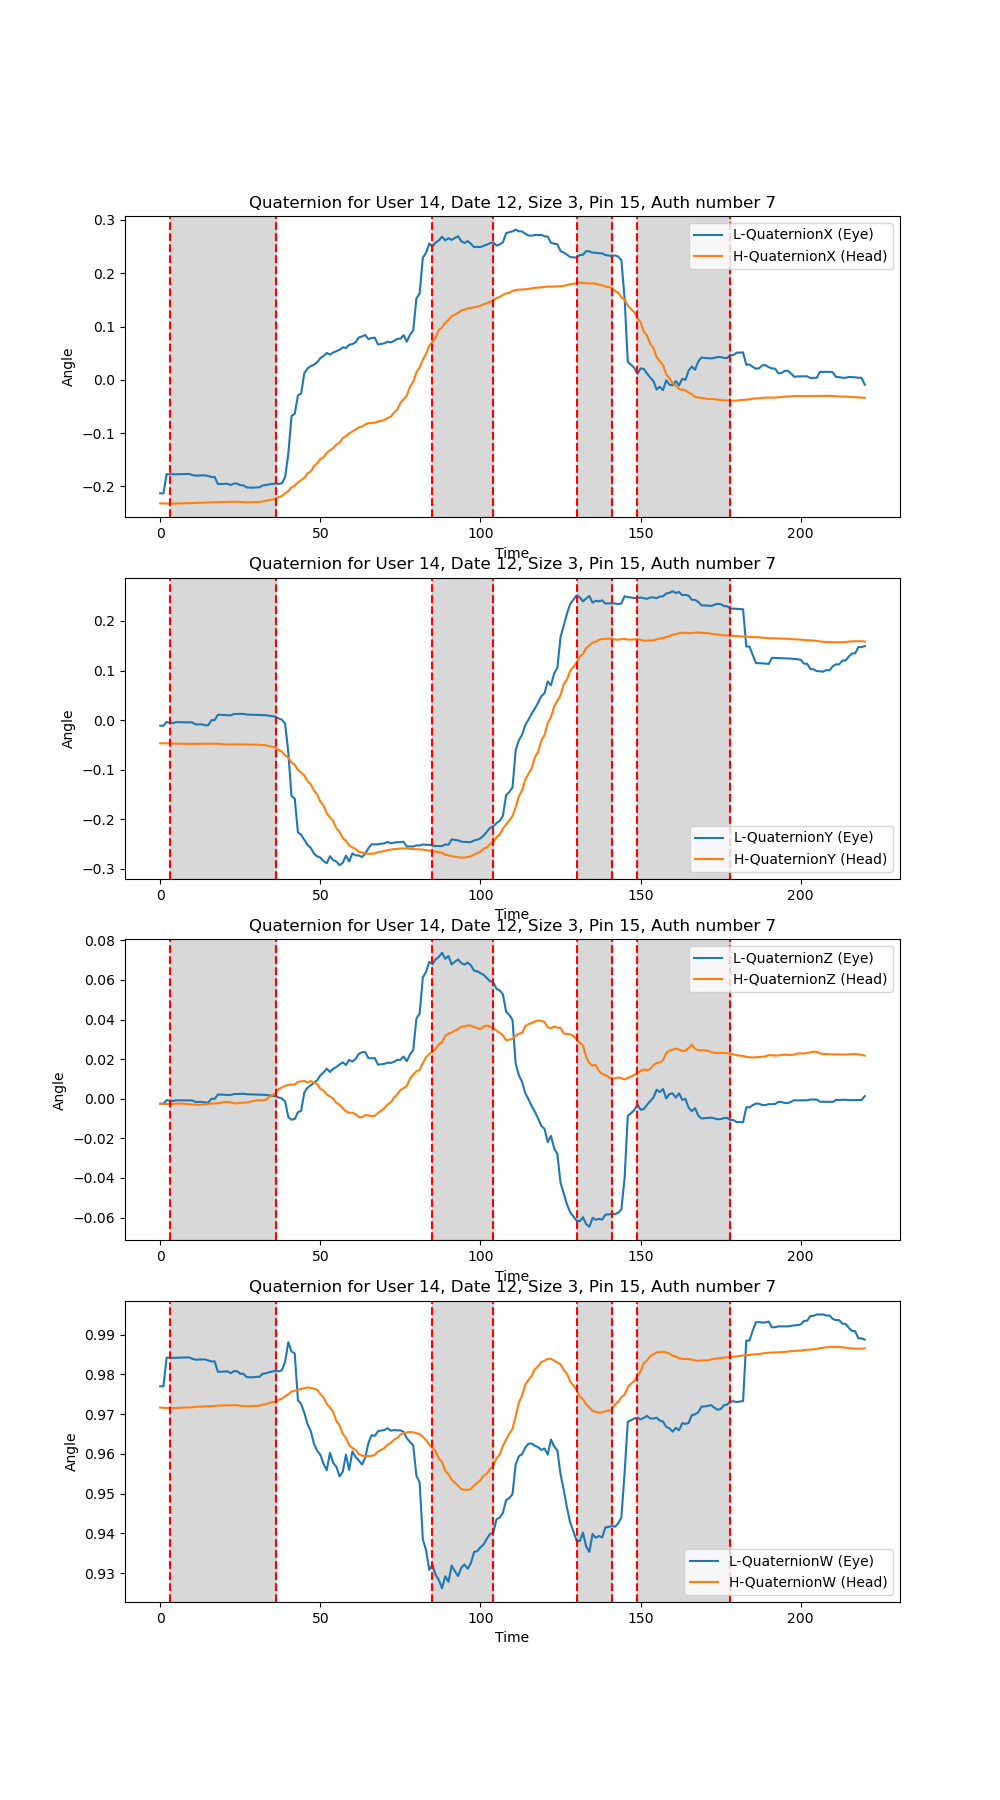 Quaternion for User 14, Date 12, Size 3, Pin 15, Auth number 7
0.3
0.2
0.1
0.0
−0.1
−0.2
Angle
L-QuaternionX (Eye)
H-QuaternionX (Head)
0 50 100 150 200
Time
Quaternion for User 14, Date 12, Size 3, Pin 15, Auth number 7
0.2
0.1
0.0
−0.1
−0.2
−0.3
Angle
L-QuaternionY (Eye)
H-QuaternionY (Head)
0 50 100 150 200
Time
Quaternion for User 14, Date 12, Size 3, Pin 15, Auth number 7
0.08
0.06
0.04
0.02
0.00
−0.02
−0.04
−0.06
Angle
L-QuaternionZ (Eye)
H-QuaternionZ (Head)
0 50 100 150 200
Time
Quaternion for User 14, Date 12, Size 3, Pin 15, Auth number 7
0.99
0.98
0.97
0.96
0.95
0.94
0.93
Angle
L-QuaternionW (Eye)
H-QuaternionW (Head)
0 50 100 150 200
Time